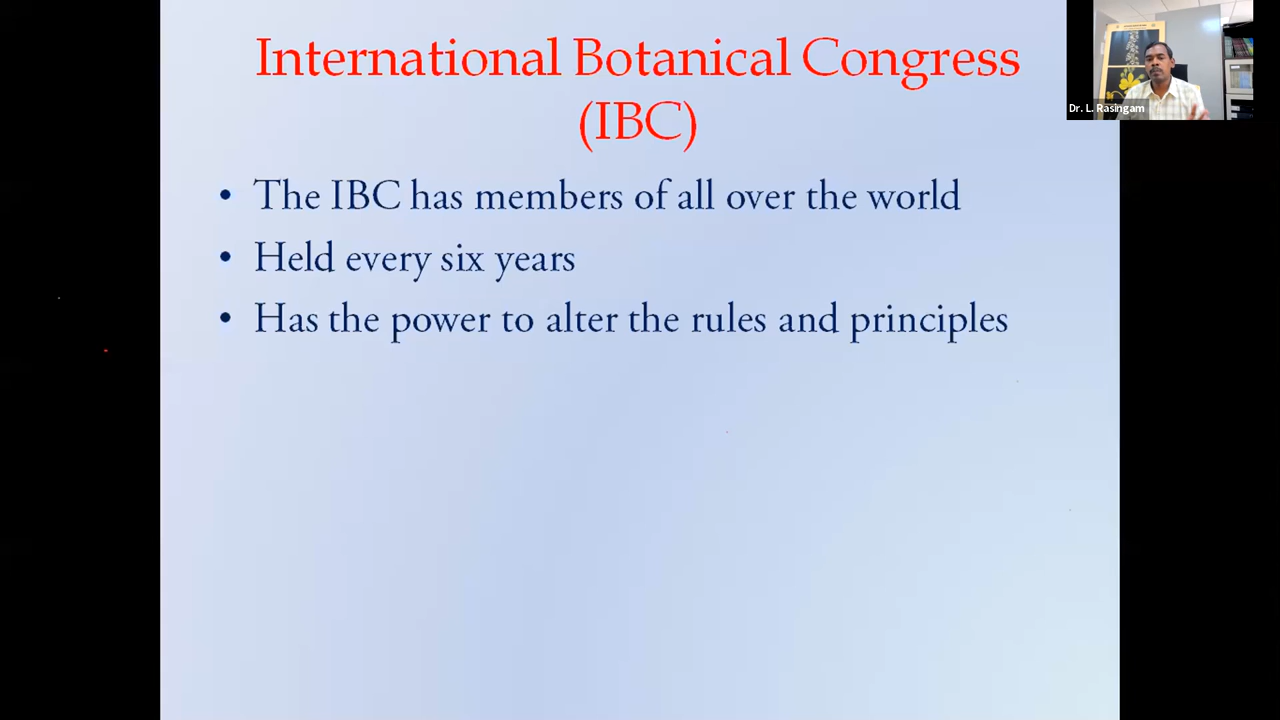 International Botanical Congress
(IBC)
• The IBC has members of all over the world
• Held every six years
• Has the power to alter the rules and principles
Dr. L. Rasingam